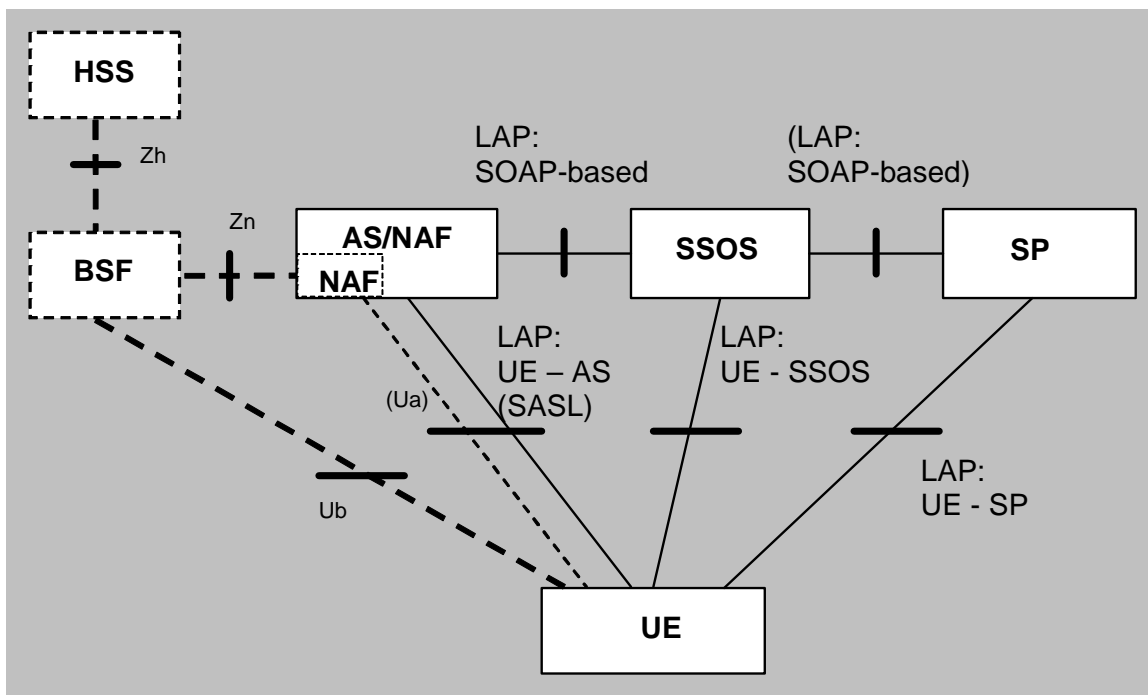 HSS
Zh
LAP:
SOAP-based
(LAP:
SOAP-based)
Zn
BSF
AS/NAF
NAF
SSOS
SP
LAP:
UE – AS
(SASL)
LAP:
UE - SSOS
(Ua)
LAP:
UE - SP
Ub
UE